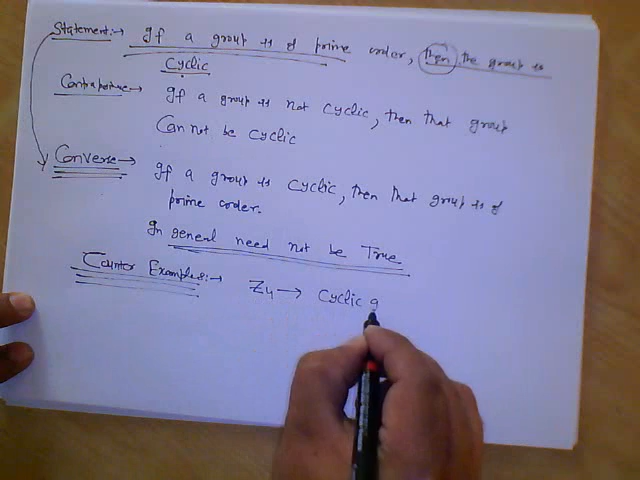 Statement:→ If a group is of prime order, then the group is
Cyclic
Contrapositive→ If a group is not cyclic, then that group
Can not be cyclic
Converse→ If a group is cyclic, then that group is of
prime order.
In general need not be True
Counter Examples:→ Z4 → Cyclic g